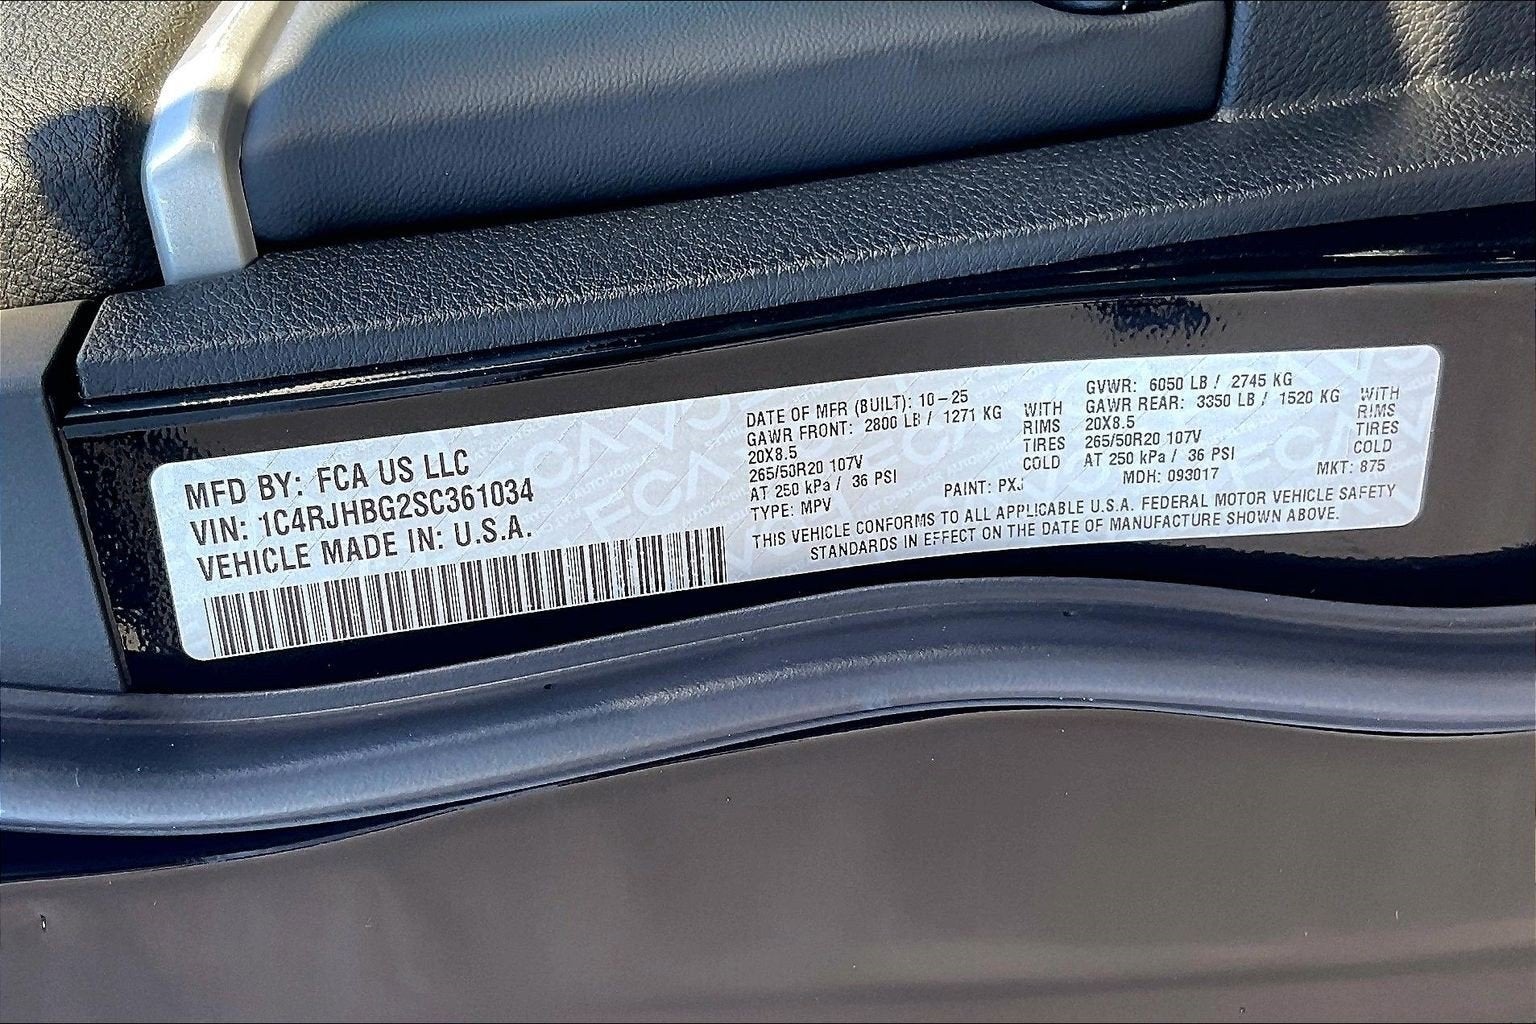 MFD BY: FCA US LLC
VIN: 1C4RJHBG2SC361034
VEHICLE MADE IN: U.S.A.
DATE OF MFR (BUILT): 10-25
GAWR FRONT: 2800 LB / 1271 KG WITH
20X8.5 RIMS
265/50R20 107V TIRES
AT 250 kPa / 36 PSI COLD
TYPE: MPV
PAINT: PXJ
GVWR: 6050 LB / 2745 KG
GAWR REAR: 3350 LB / 1520 KG WITH
20X8.5 RIMS
265/50R20 107V TIRES
AT 250 kPa / 36 PSI COLD
MDH: 093017 MKT: 875
THIS VEHICLE CONFORMS TO ALL APPLICABLE U.S.A. FEDERAL MOTOR VEHICLE SAFETY
STANDARDS IN EFFECT ON THE DATE OF MANUFACTURE SHOWN ABOVE.